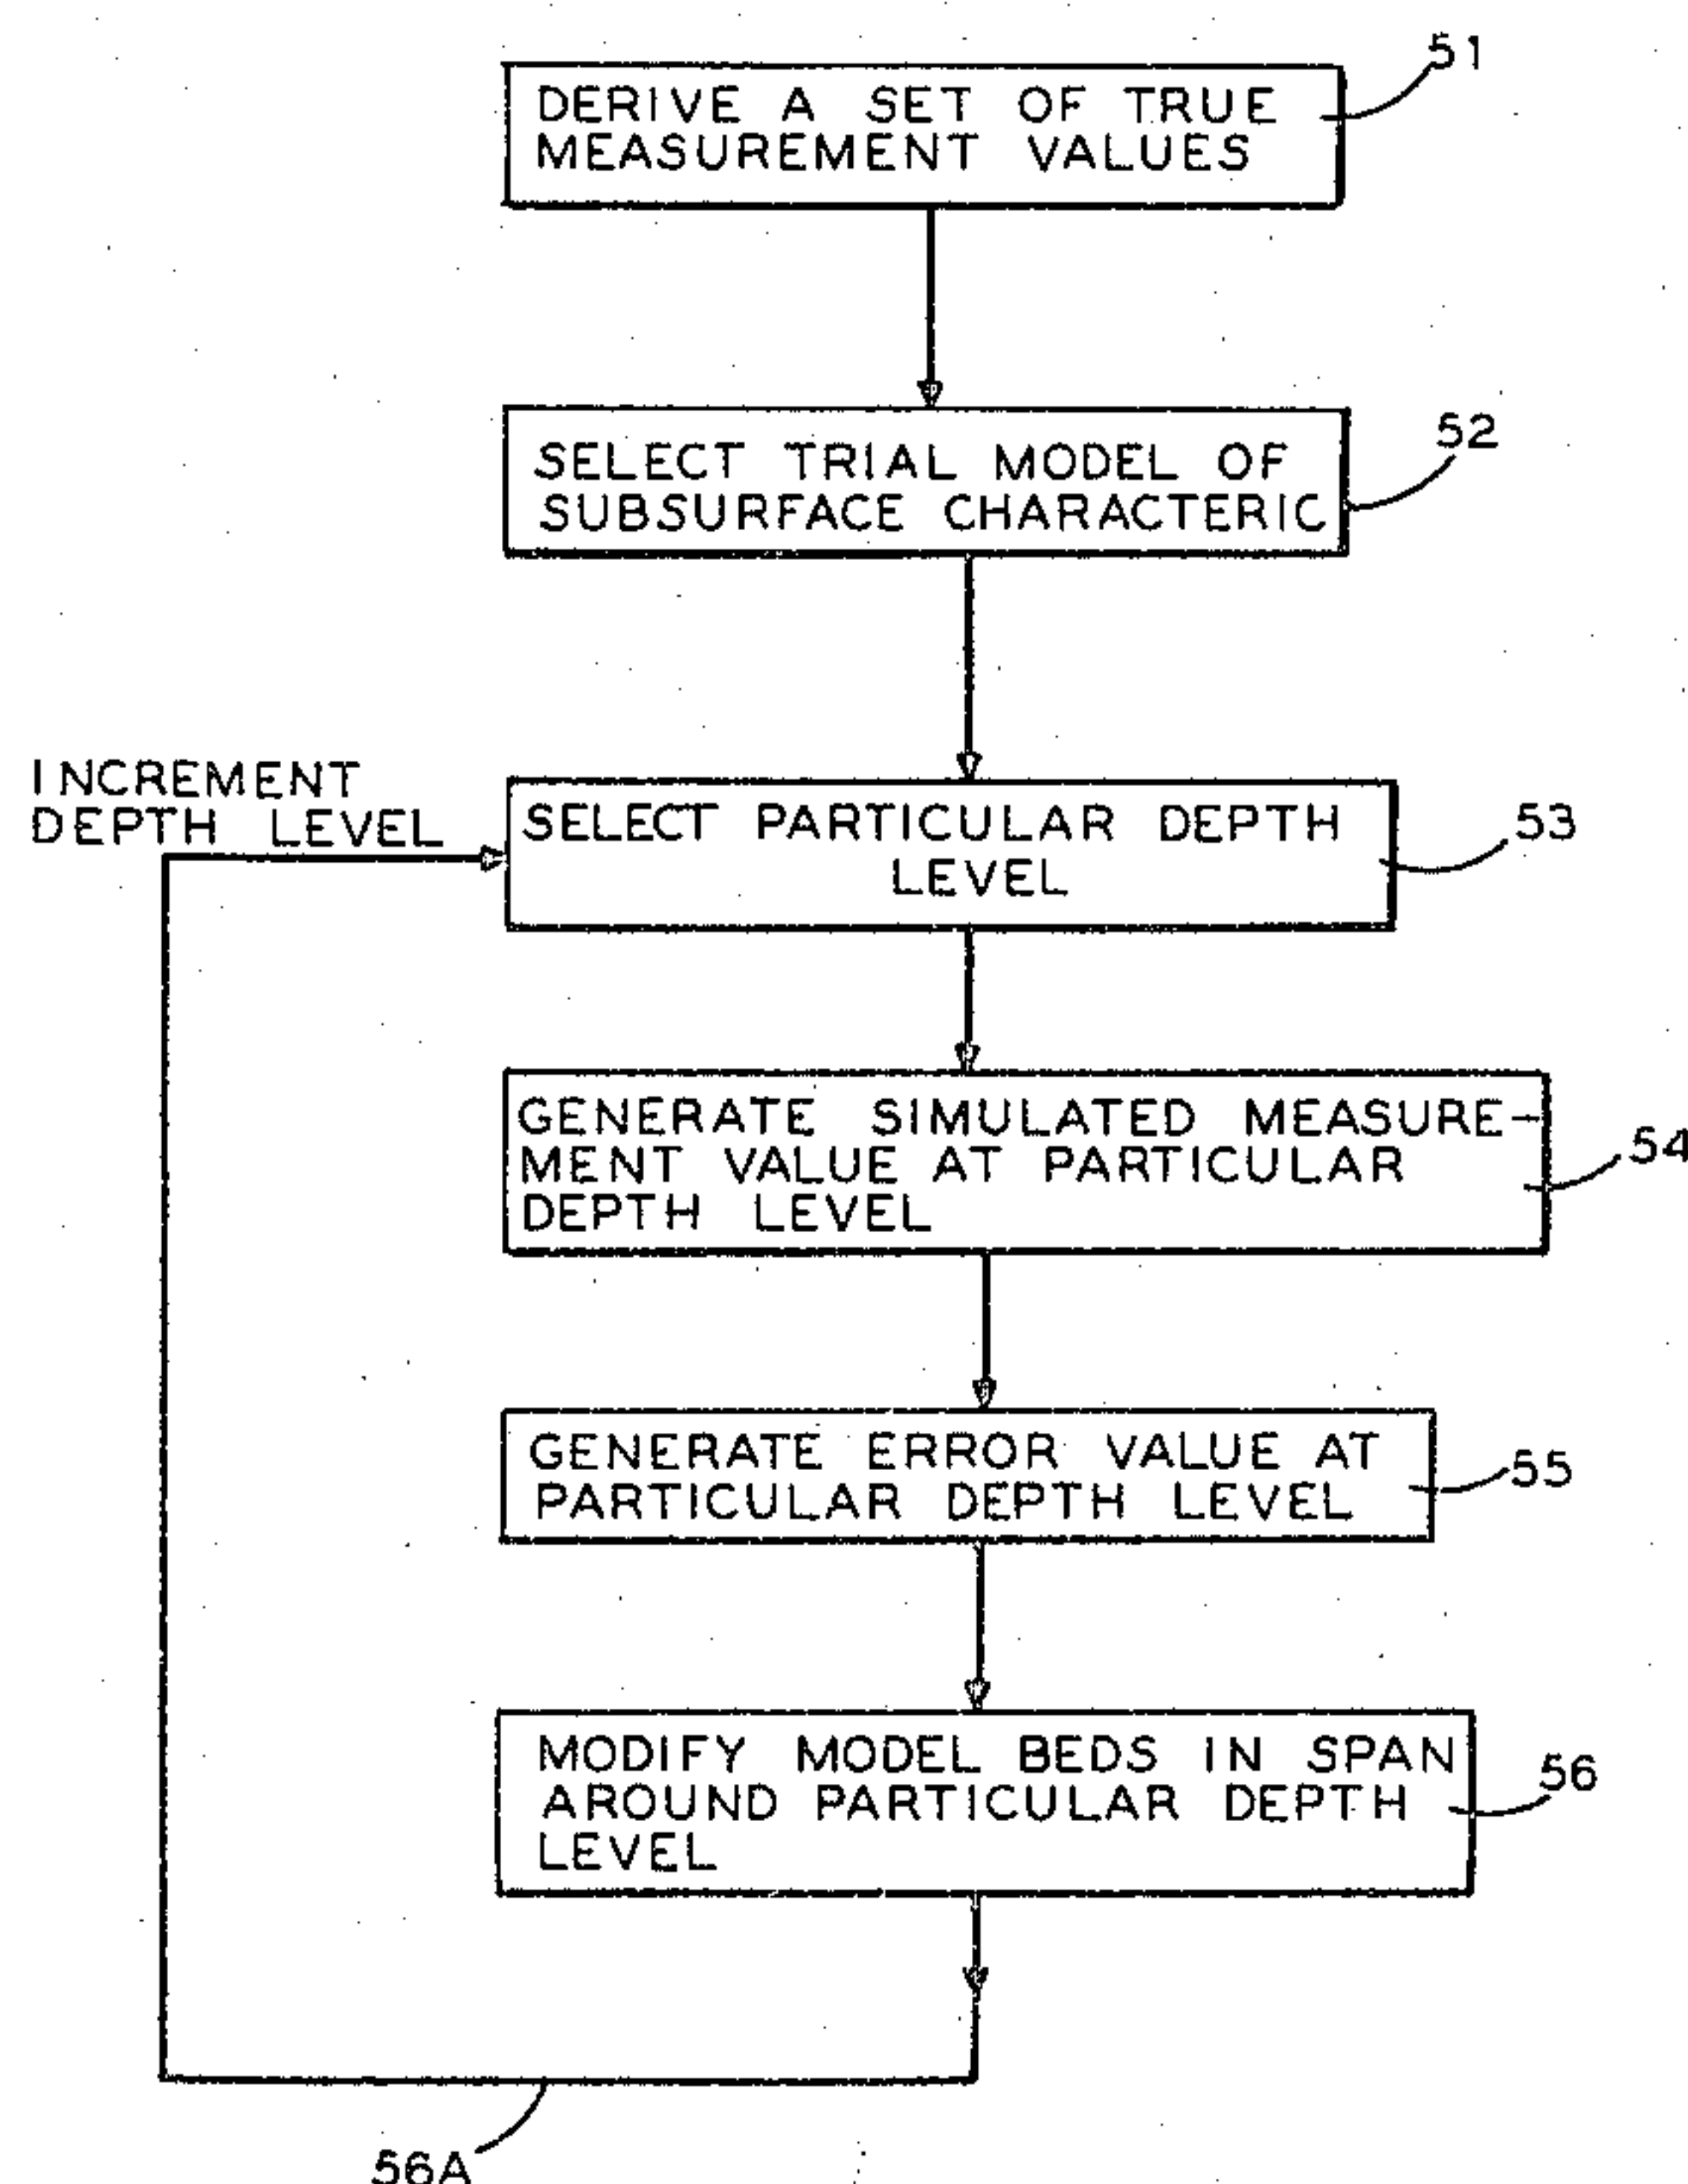 51
DERIVE A SET OF TRUE
MEASUREMENT VALUES
52
SELECT TRIAL MODEL OF
SUBSURFACE CHARACTERIC
INCREMENT
DEPTH LEVEL
SELECT PARTICULAR DEPTH
LEVEL
53
GENERATE SIMULATED MEASURE-
MENT VALUE AT PARTICULAR
DEPTH LEVEL
54
GENERATE ERROR VALUE AT
PARTICULAR DEPTH LEVEL
55
MODIFY MODEL BEDS IN SPAN
AROUND PARTICULAR DEPTH
LEVEL
56
56A